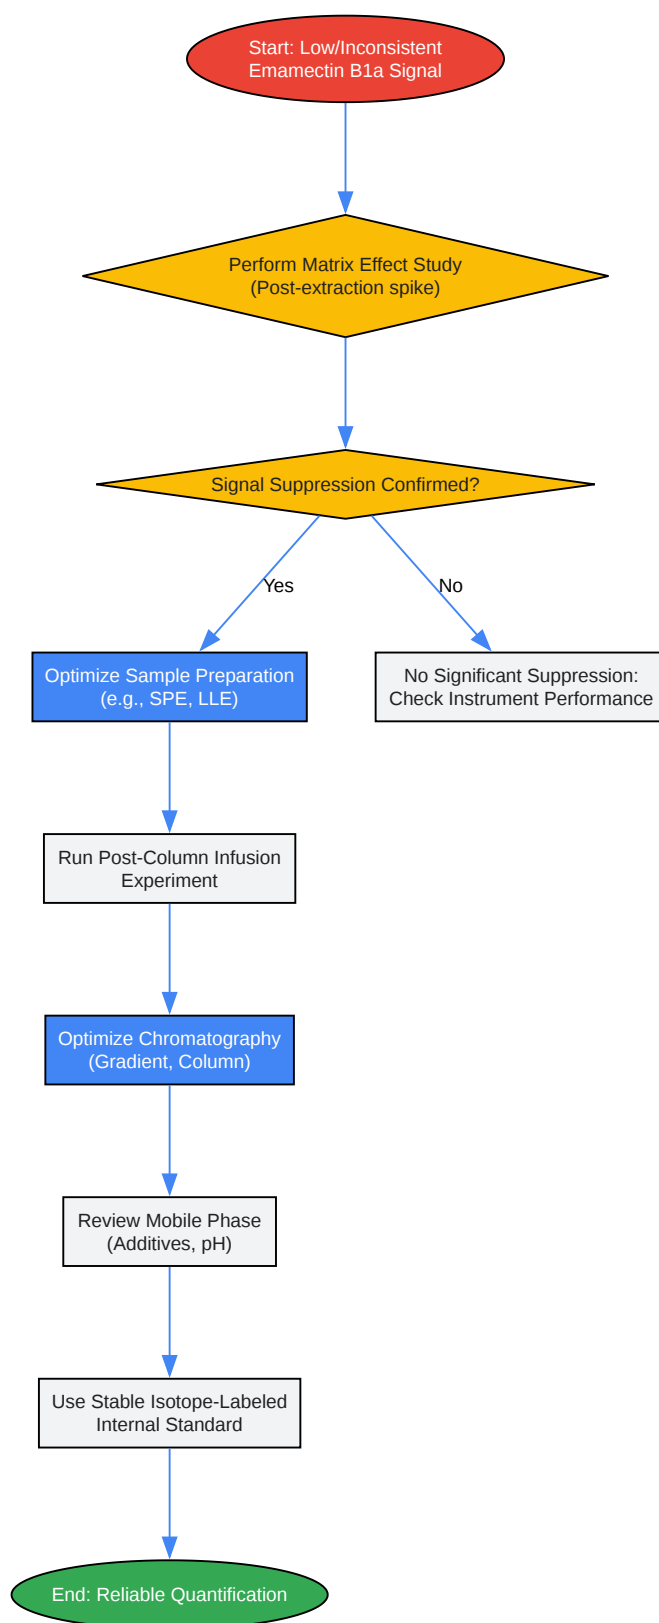 Start: Low/Inconsistent
Emamectin B1a Signal
Perform Matrix Effect Study
(Post-extraction spike)
Signal Suppression Confirmed?
Yes
No
Optimize Sample Preparation
(e.g., SPE, LLE)
No Significant Suppression:
Check Instrument Performance
Run Post-Column Infusion
Experiment
Optimize Chromatography
(Gradient, Column)
Review Mobile Phase
(Additives, pH)
Use Stable Isotope-Labeled
Internal Standard
End: Reliable Quantification